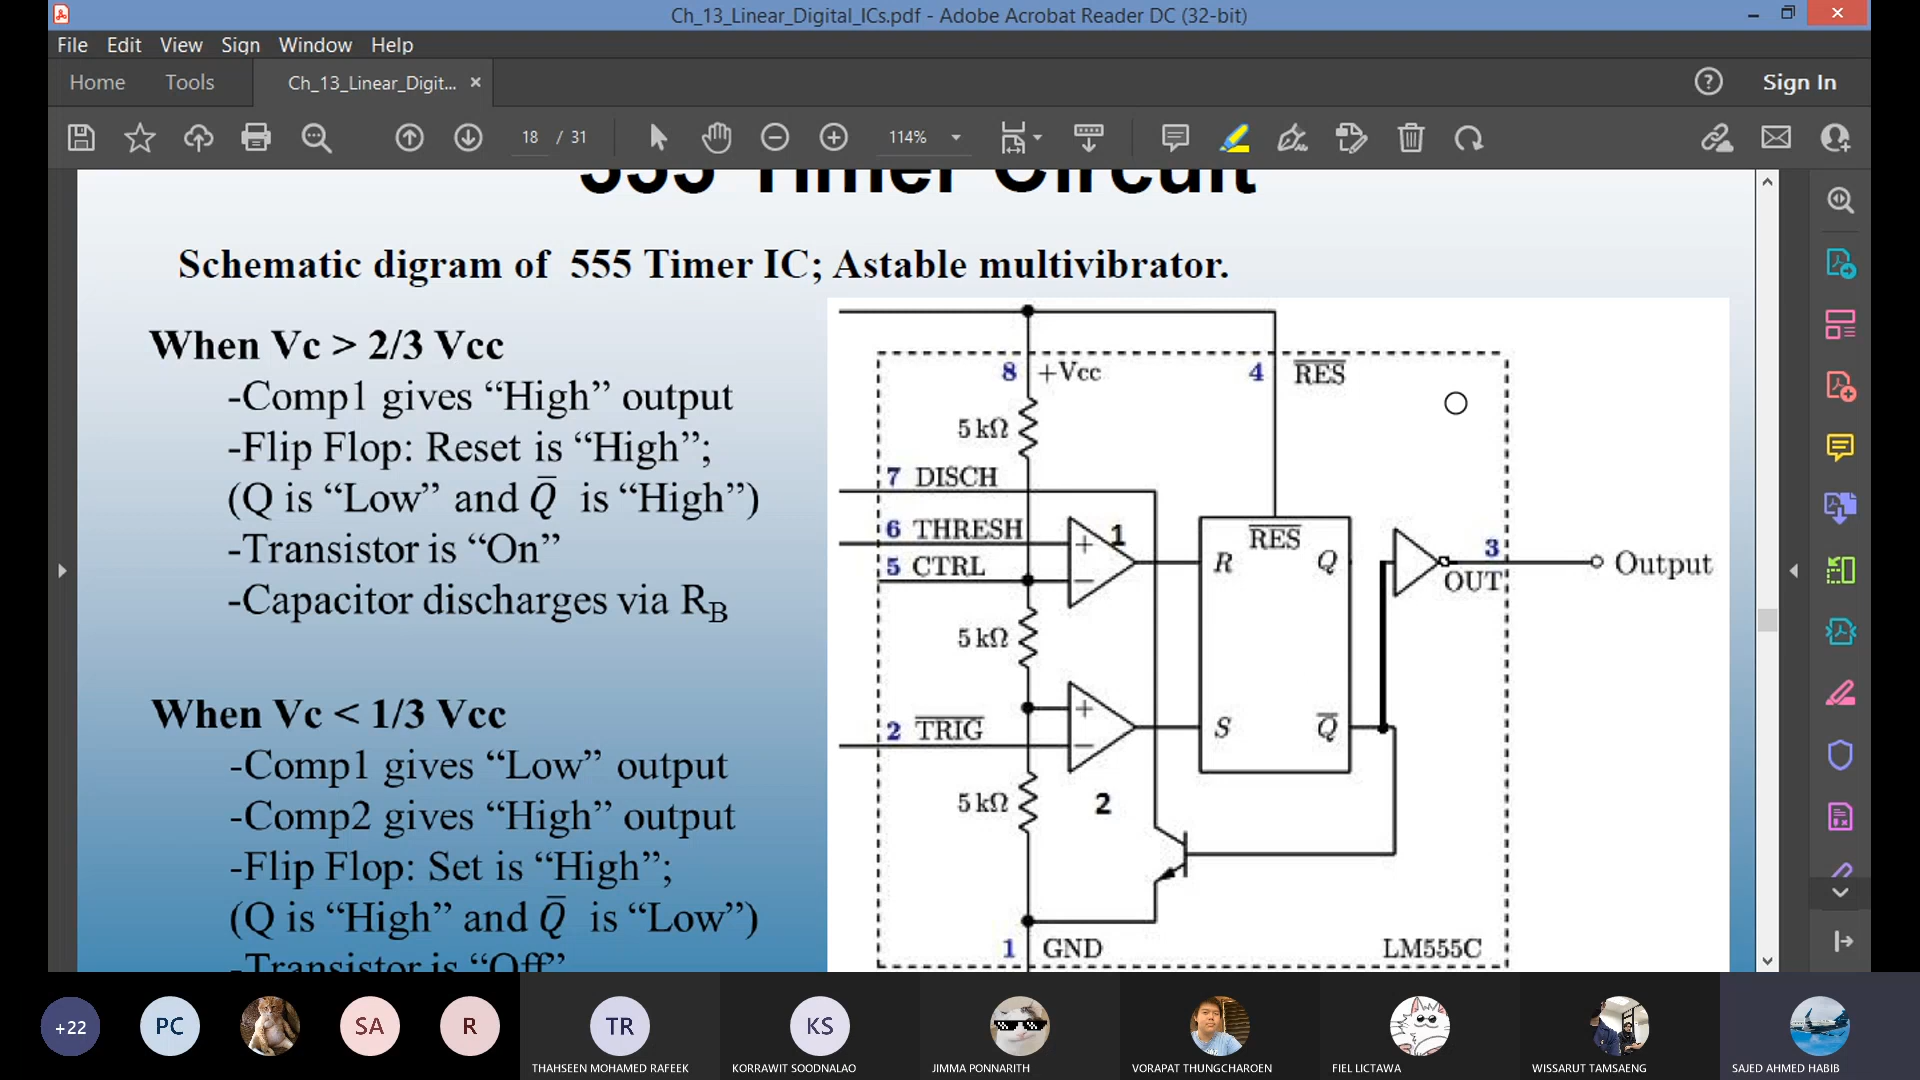 Ch_13_Linear_Digital_ICs.pdf - Adobe Acrobat Reader DC (32-bit)
File Edit View Sign Window Help
Home Tools Ch_13_Linear_Digit... × Sign In
18 / 31 114%
555 Timer Circuit
Schematic digram of 555 Timer IC; Astable multivibrator.
When Vc > 2/3 Vcc
-Comp1 gives “High” output
-Flip Flop: Reset is “High”;
(Q is “Low” and Q̅ is “High”)
-Transistor is “On”
-Capacitor discharges via RB
When Vc < 1/3 Vcc
-Comp1 gives “Low” output
-Comp2 gives “High” output
-Flip Flop: Set is “High”;
(Q is “High” and Q̅ is “Low”)
-Transistor is “Off”
8 +Vcc 4 R̅E̅S̅
5 kΩ
7 DISCH
6 THRESH + 1 R̅E̅S̅
5 CTRL − R Q 3 OUT Output
5 kΩ
+
2 T̅R̅I̅G̅ − S Q̅
5 kΩ 2
1 GND LM555C
+22 PC SA R TR KS
THAHSEEN MOHAMED RAFEEK KORRAWIT SOODNALAO JIMMA PONNARITH VORAPAT THUNGCHAROEN FIEL LICTAWA WISSARUT TAMSAENG SAJED AHMED HABIB